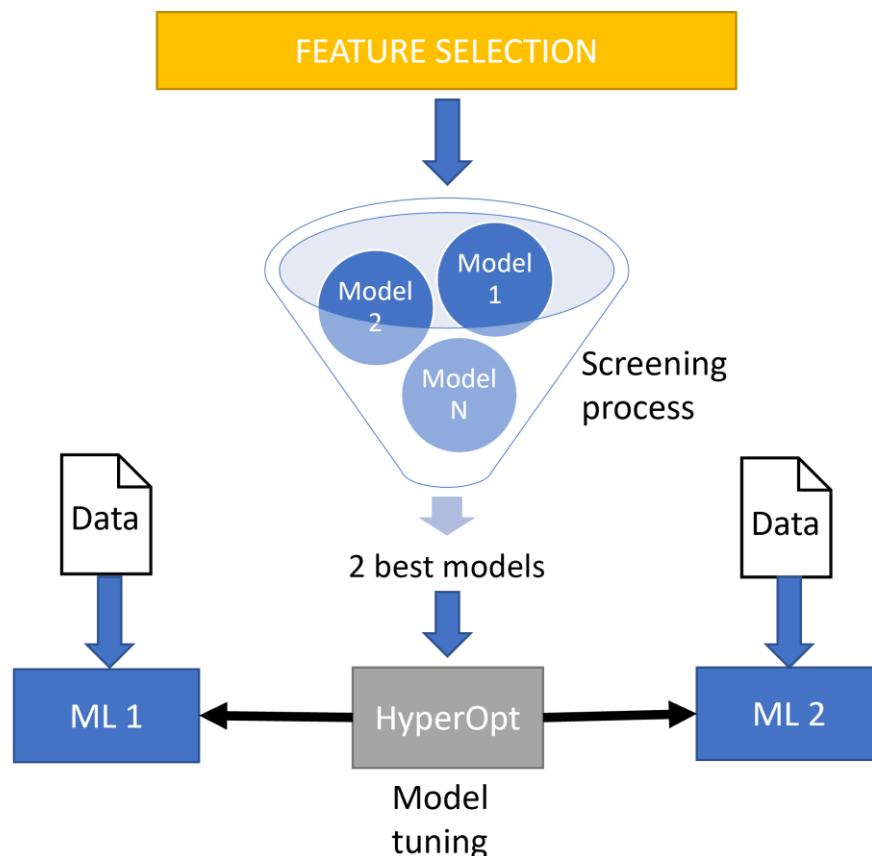 FEATURE SELECTION
Model
1
Model
2
Model
N
Screening
process
Data
Data
2 best models
ML 1
HyperOpt
ML 2
Model
tuning